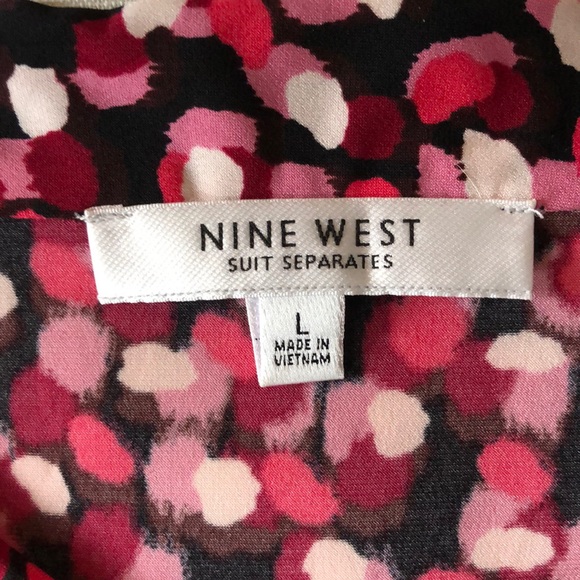 NINE WEST
SUIT SEPARATES
L
MADE IN
VIETNAM